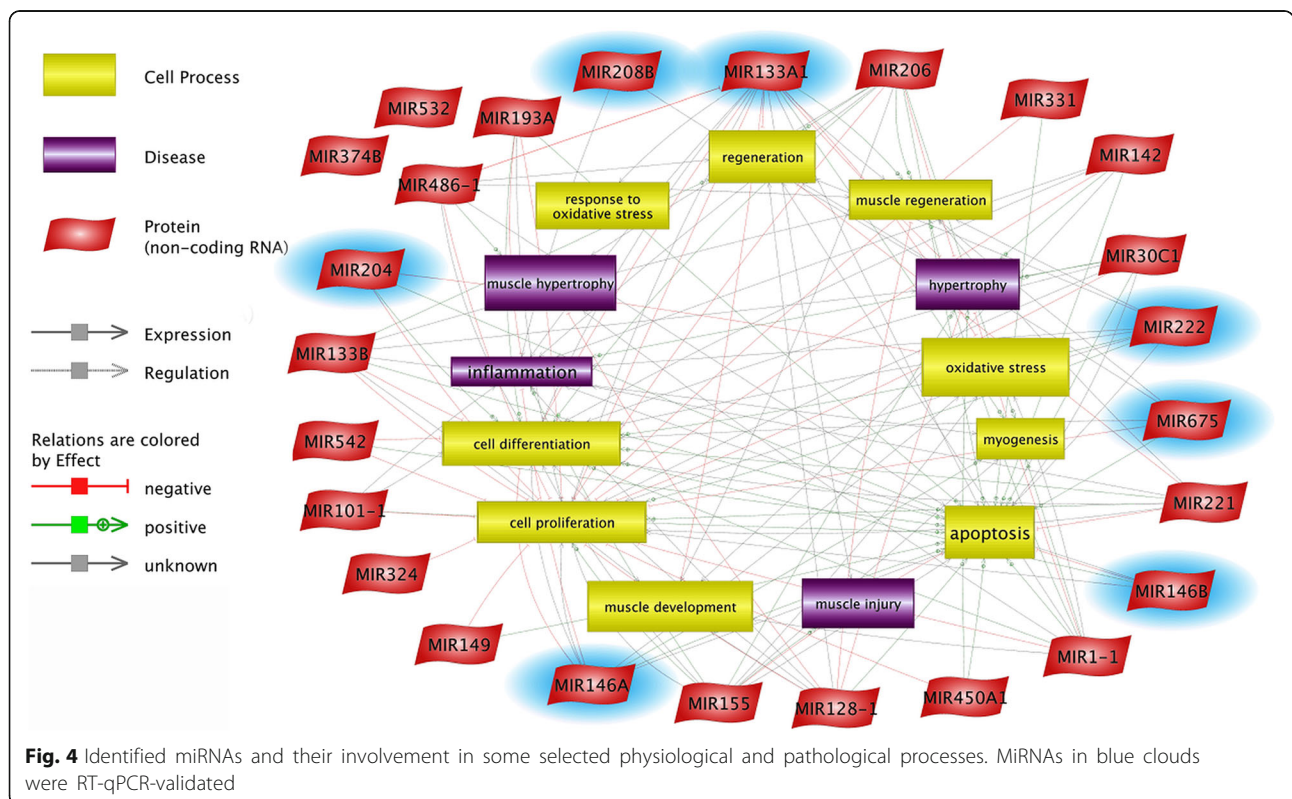 Cell Process
Disease
Protein
(non-coding RNA)
Expression
Regulation
Relations are colored
by Effect
negative
positive
unknown
MIR208B
MIR133A1
MIR206
MIR331
MIR532
MIR193A
MIR374B
MIR142
MIR486-1
regeneration
response to
oxidative stress
muscle regeneration
MIR204
muscle hypertrophy
hypertrophy
MIR30C1
MIR222
MIR133B
inflammation
oxidative stress
MIR675
MIR542
cell differentiation
myogenesis
MIR101-1
cell proliferation
apoptosis
MIR221
MIR324
muscle development
muscle injury
MIR146B
MIR149
MIR1-1
MIR146A
MIR155
MIR128-1
MIR450A1
Fig. 4 Identified miRNAs and their involvement in some selected physiological and pathological processes. MiRNAs in blue clouds
were RT-qPCR-validated